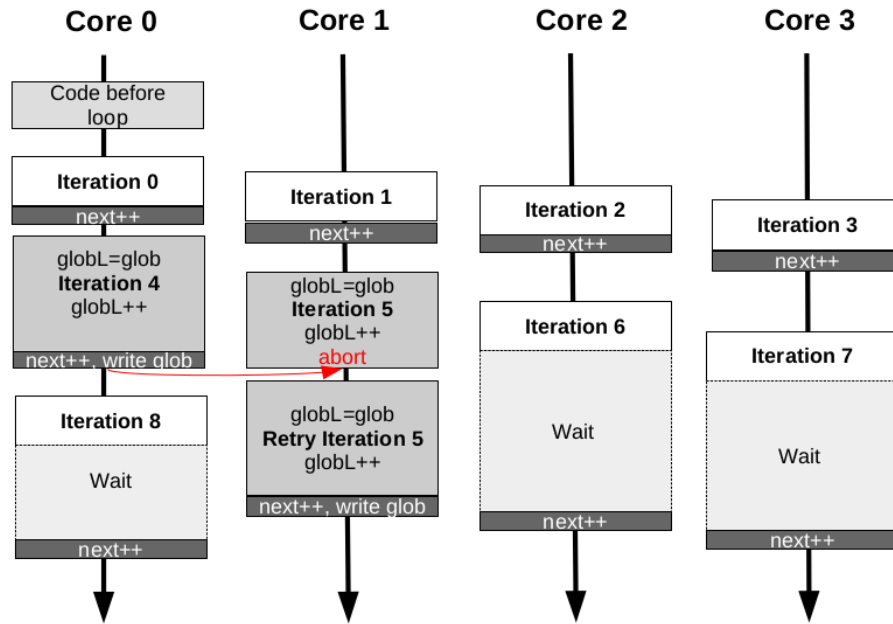 Core 0
Core 1
Core 2
Core 3
Code before
loop
Iteration 0
next++
globL=glob
Iteration 4
globL++
next++, write glob
Iteration 8
Wait
next++
Iteration 1
next++
globL=glob
Iteration 5
globL++
abort
globL=glob
Retry Iteration 5
globL++
next++, write glob
Iteration 2
next++
Iteration 6
Wait
next++
Iteration 3
next++
Iteration 7
Wait
next++